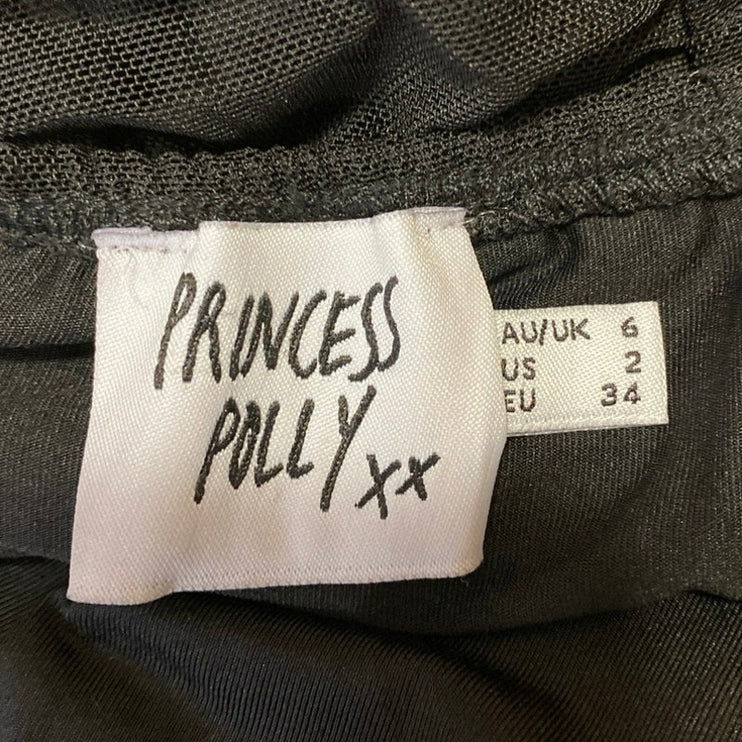 PRINCESS
POLLY xx
AU/UK 6
US 2
EU 34